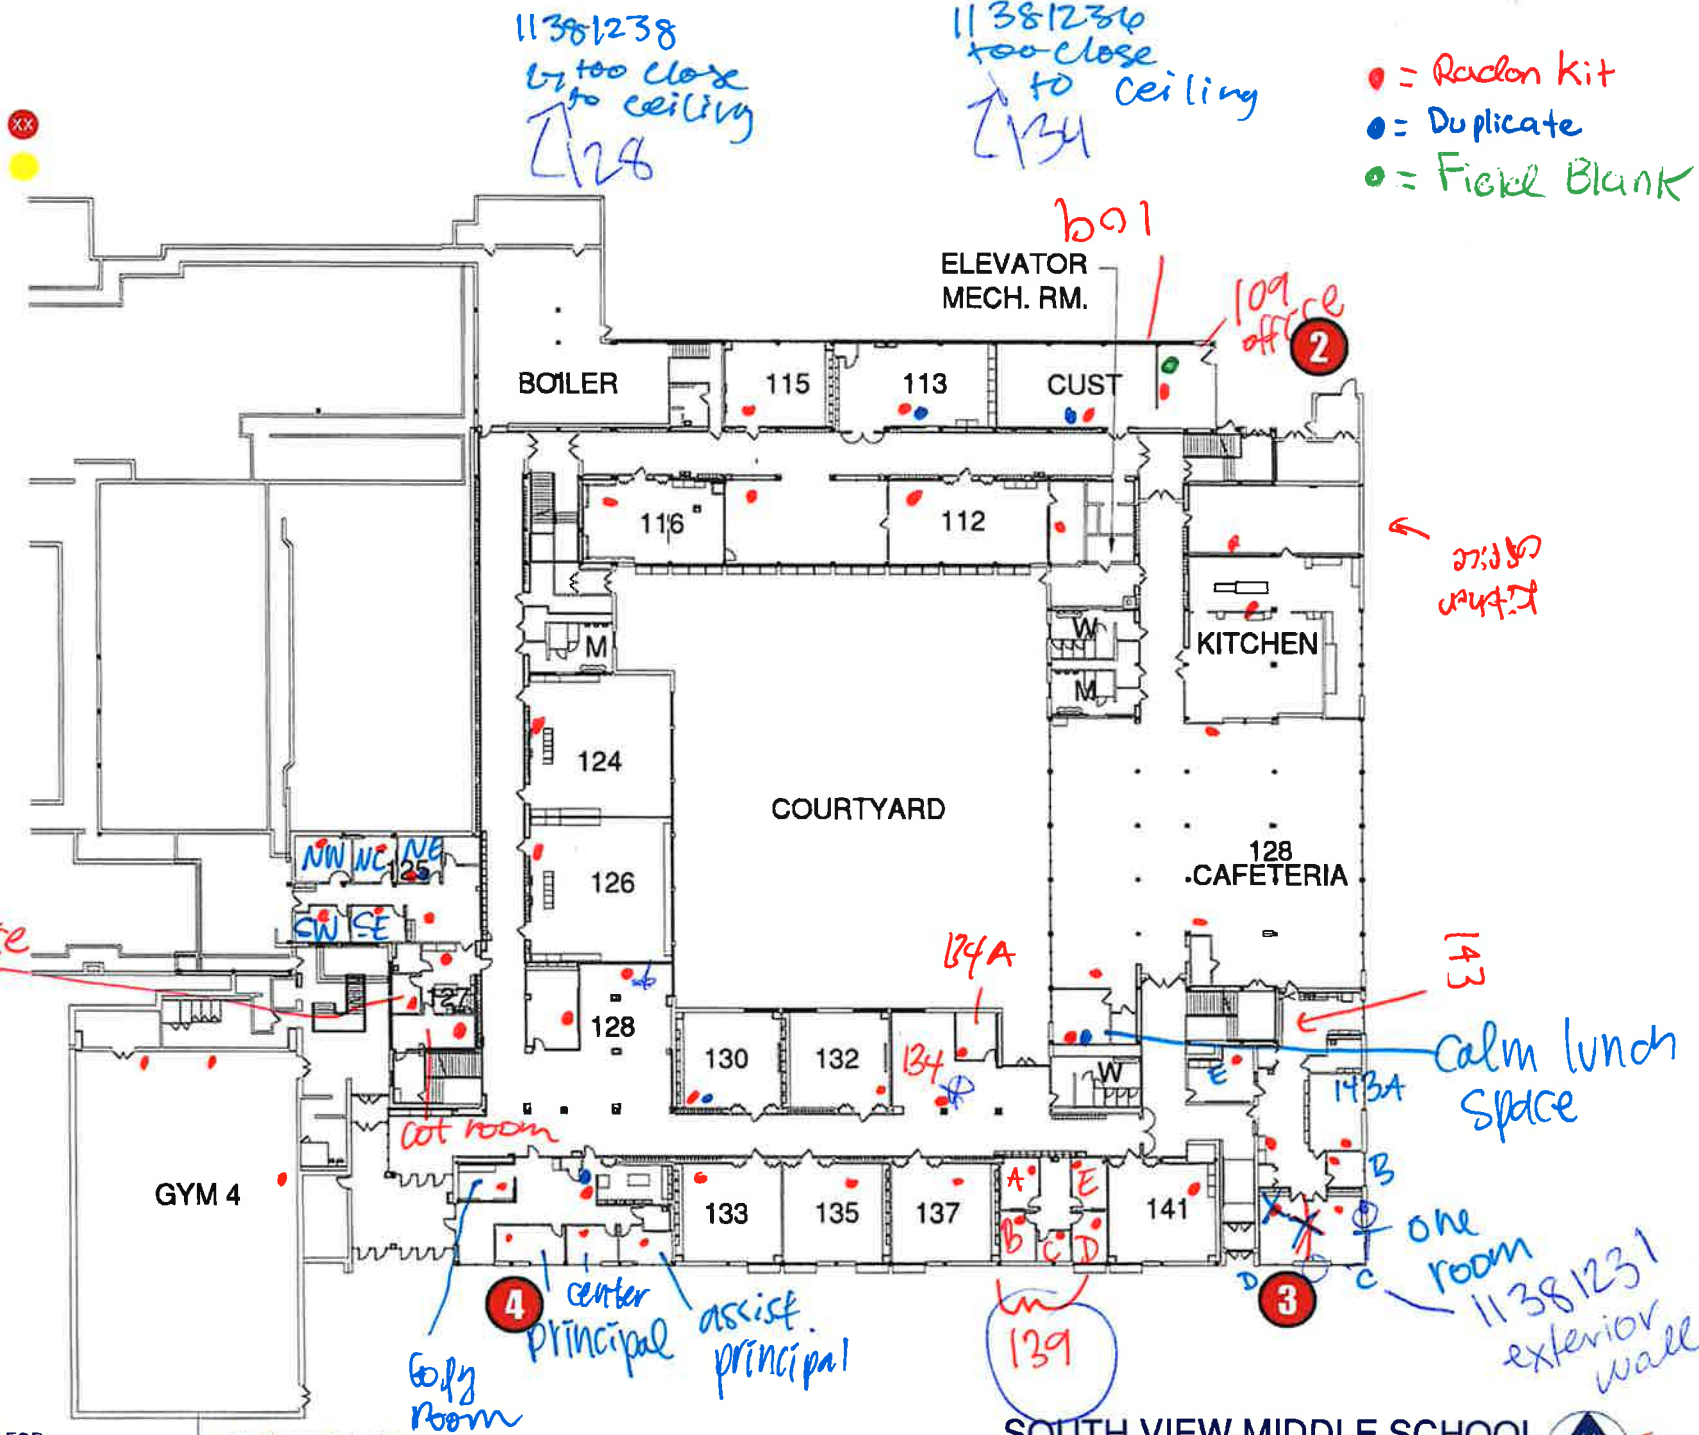 11381238
↳ too close
to ceiling
128
11381236
too close
to ceiling
134
= Radon Kit
= Duplicate
= Field Blank
XX
b01
ELEVATOR
MECH. RM.
109
office
2
BOILER
115
113
CUST
116
112
office
kitchen
M
W
M
KITCHEN
124
COURTYARD
126
128
CAFETERIA
NW NC NE
125
SW SE
134A
143
127
128
130
132
134
W
E
143A
Calm lunch
space
cot room
GYM 4
133
135
137
A
E
B
C
D
141
B
one
room
D
C
11381231
exterior
wall
4
3
center
principal
assist.
principal
139
Copy
room
SOUTH VIEW MIDDLE SCHOOL